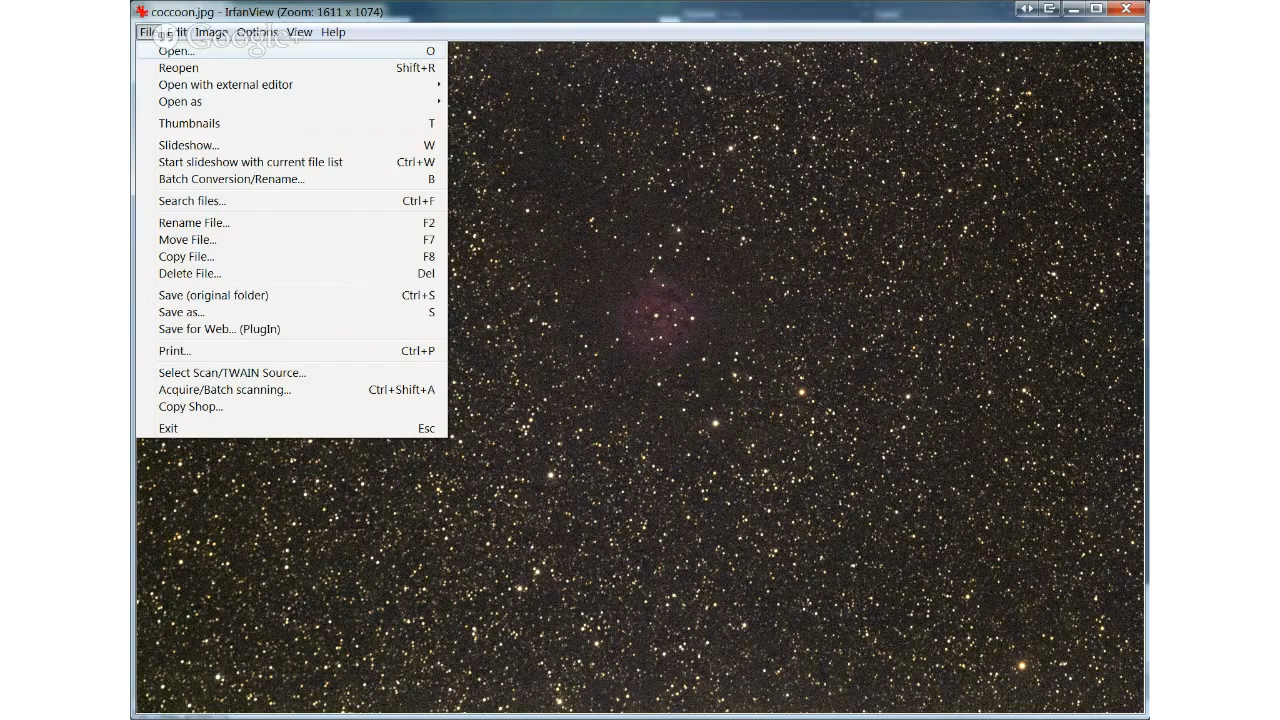 coccoon.jpg - IrfanView (Zoom: 1611 x 1074)
File Edit Image Options View Help
Google+
Open... O
Reopen Shift+R
Open with external editor
Open as
Thumbnails T
Slideshow... W
Start slideshow with current file list Ctrl+W
Batch Conversion/Rename... B
Search files... Ctrl+F
Rename File... F2
Move File... F7
Copy File... F8
Delete File... Del
Save (original folder) Ctrl+S
Save as... S
Save for Web... (PlugIn)
Print... Ctrl+P
Select Scan/TWAIN Source...
Acquire/Batch scanning... Ctrl+Shift+A
Copy Shop...
Exit Esc